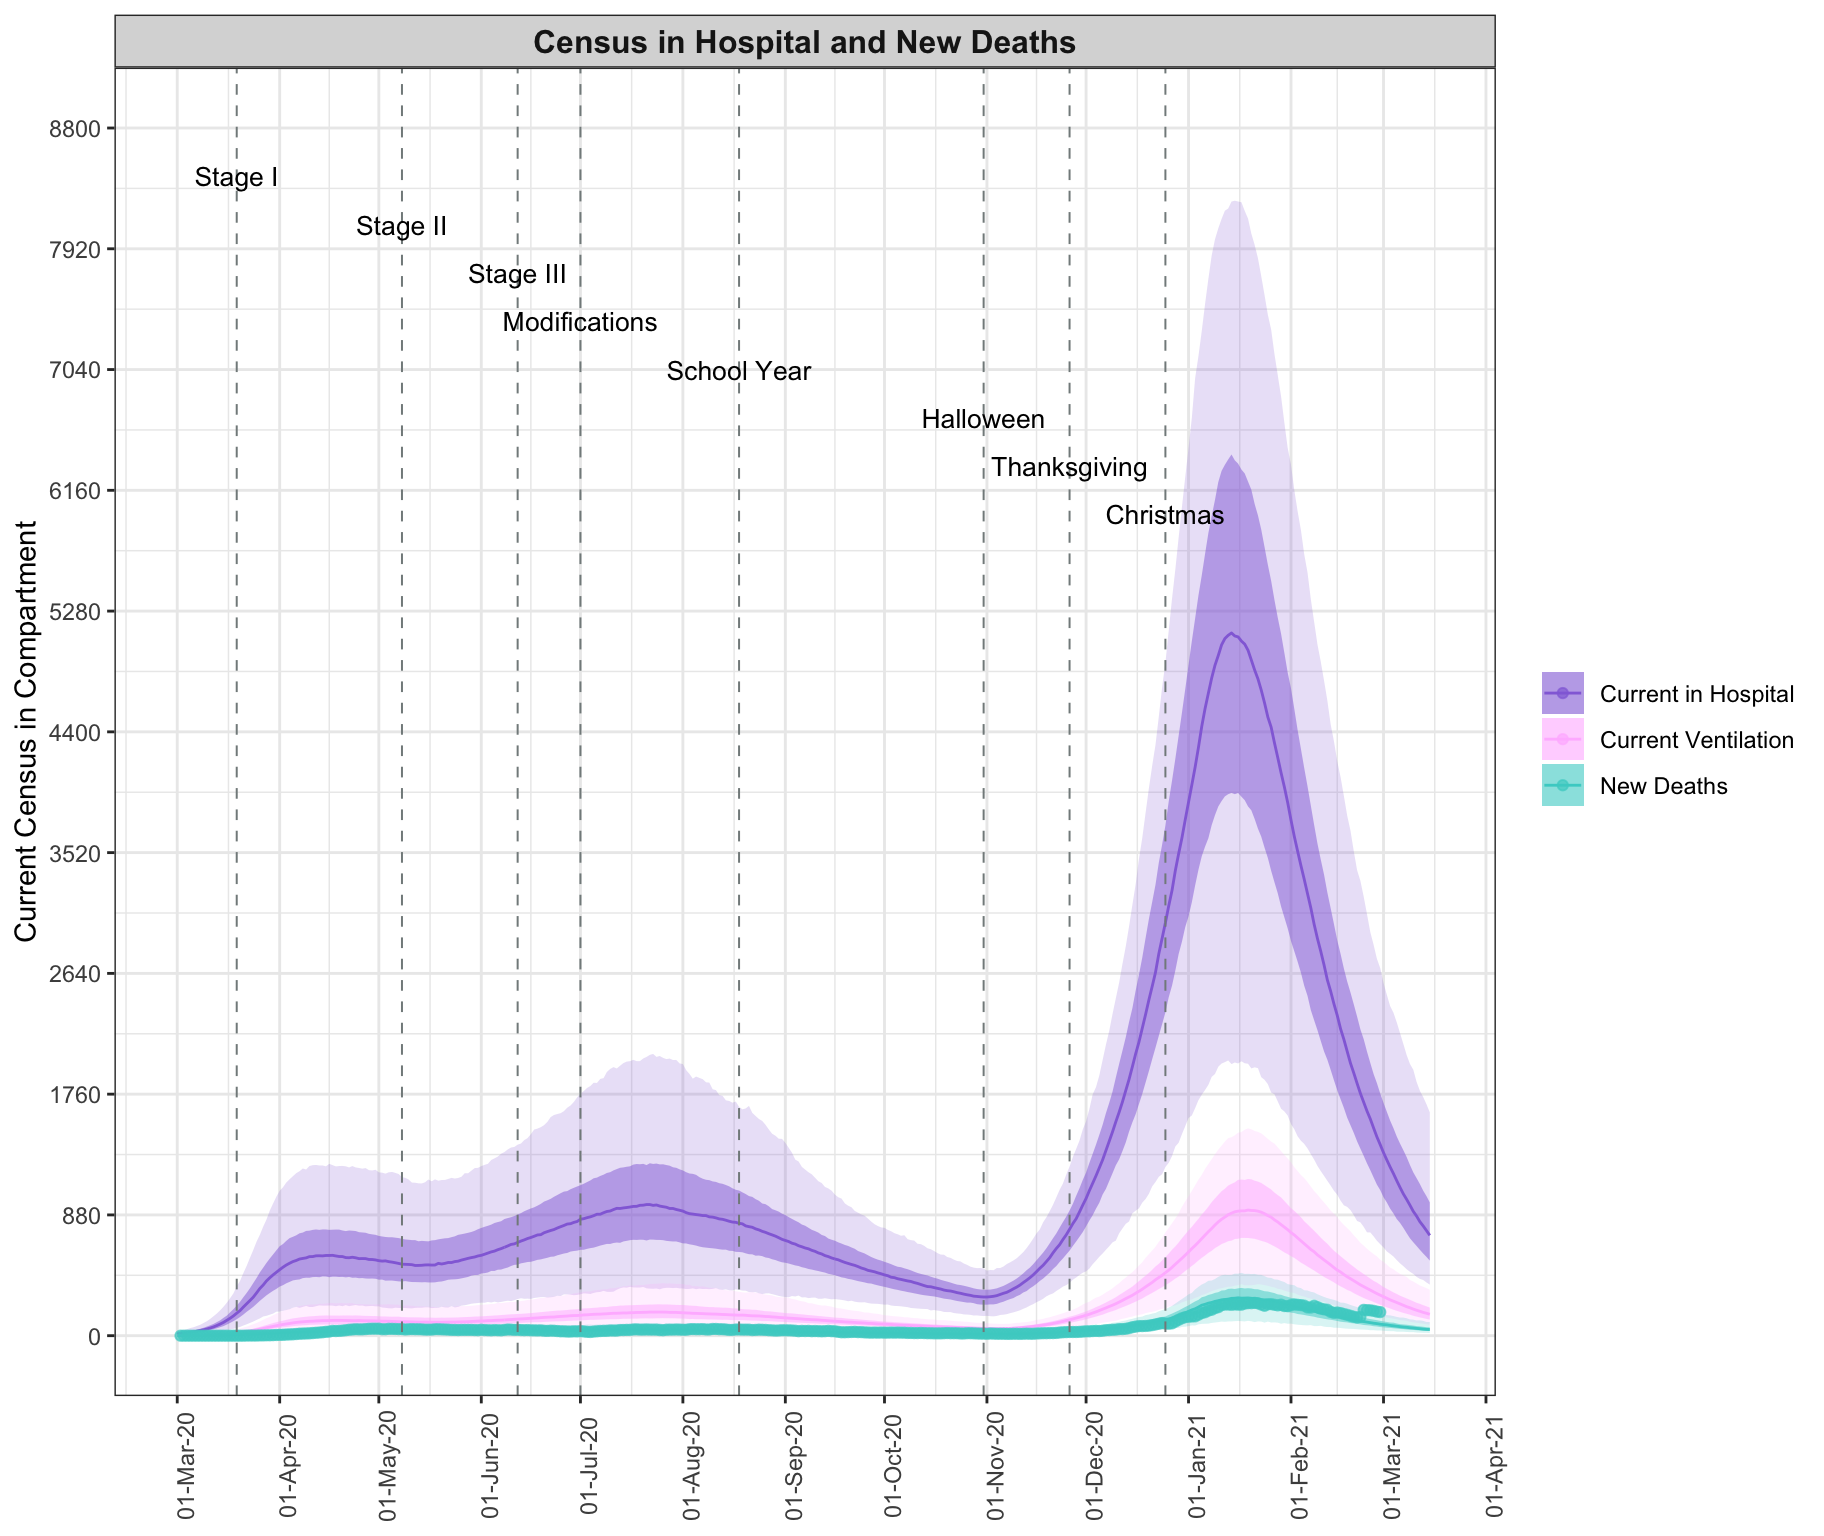 Census in Hospital and New Deaths
Current Census in Compartment
8800
7920
7040
6160
5280
4400
3520
2640
1760
880
0
Stage I
Stage II
Stage III
Modifications
School Year
Halloween
Thanksgiving
Christmas
Current in Hospital
Current Ventilation
New Deaths
01-Mar-20
01-Apr-20
01-May-20
01-Jun-20
01-Jul-20
01-Aug-20
01-Sep-20
01-Oct-20
01-Nov-20
01-Dec-20
01-Jan-21
01-Feb-21
01-Mar-21
01-Apr-21